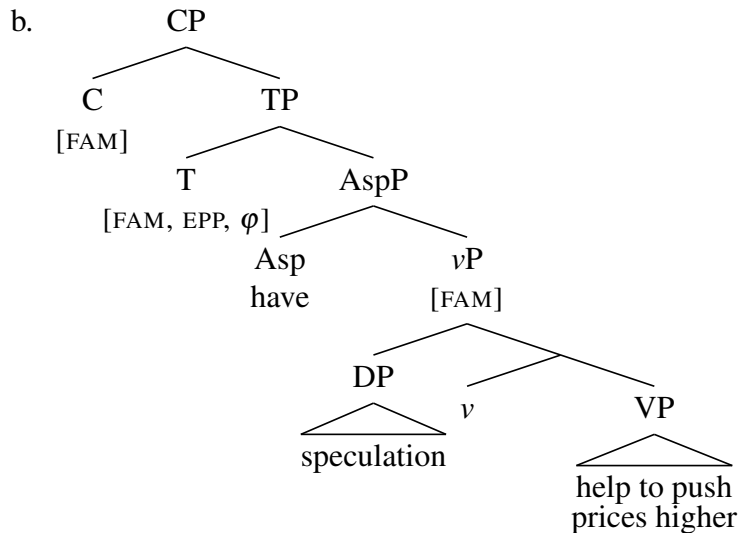 b.
CP
C TP
[FAM]
T AspP
[FAM, EPP, φ]
Asp vP
have [FAM]
DP
v VP
speculation
help to push
prices higher